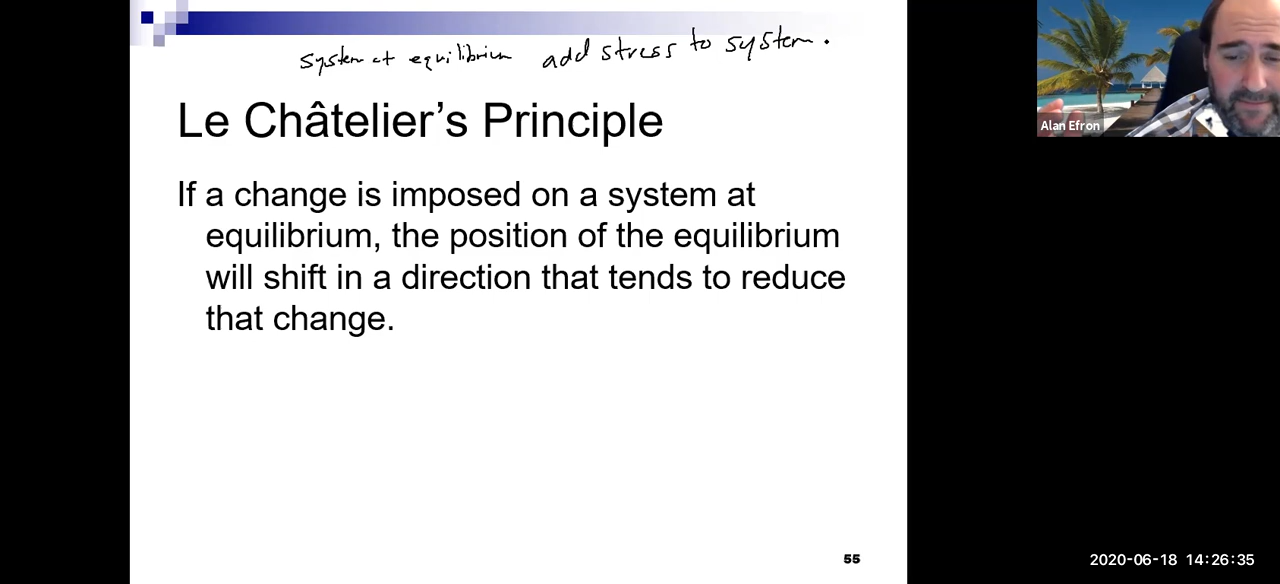 system at equilibrium add stress to system.
Le Châtelier's Principle
If a change is imposed on a system at
equilibrium, the position of the equilibrium
will shift in a direction that tends to reduce
that change.
55
Alan Efron
2020-06-18 14:26:35